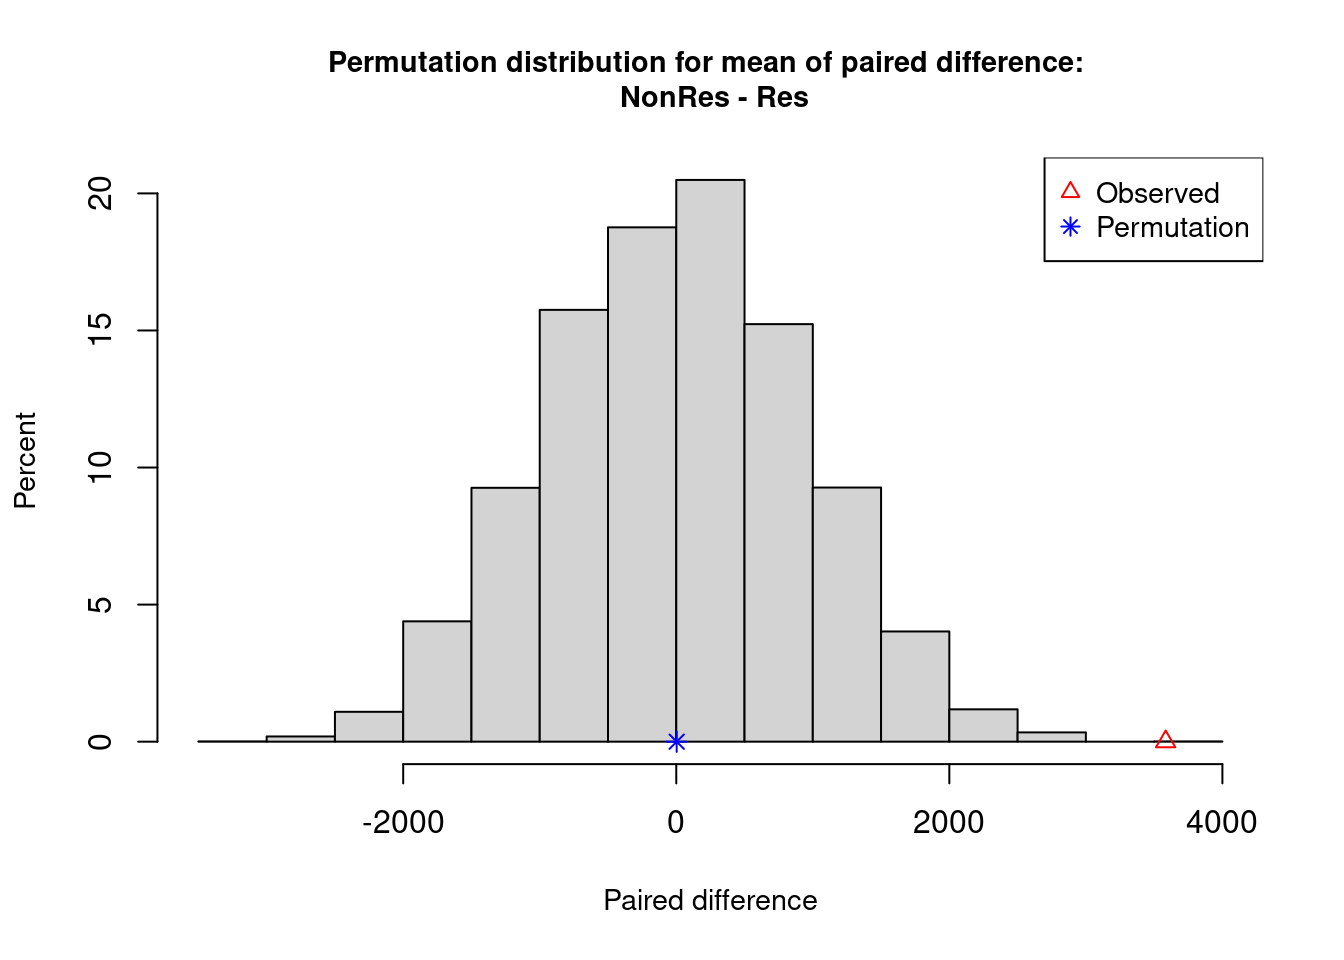 Permutation distribution for mean of paired difference:
NonRes - Res
Observed
Permutation
20
15
10
5
0
Percent
-2000
0
2000
4000
Paired difference